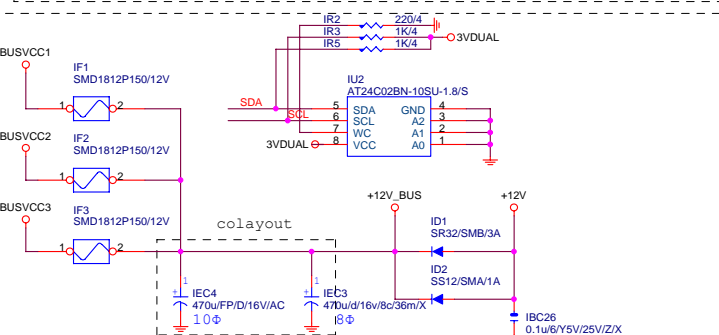 IR2 220/4
IR3 1K/4
IR5 1K/4
3VDUAL
BUSVCC1
IF1
SMD1812P150/12V
1 2
IU2
AT24C02BN-10SU-1.8/S
SDA
SCL
5 SDA GND 4
6 SCL A2 3
7 WC A1 2
8 VCC A0 1
3VDUAL
BUSVCC2
IF2
SMD1812P150/12V
1 2
BUSVCC3
IF3
SMD1812P150/12V
1 2
+12V_BUS
+12V
colayout
ID1
SR32/SMB/3A
ID2
SS12/SMA/1A
1
+
IEC4
470u/FP/D/16V/AC
10Φ
1
+
IEC3
470u/d/16v/8c/36m/X
8Φ
IBC26
0.1u/6/Y5V/25V/Z/X